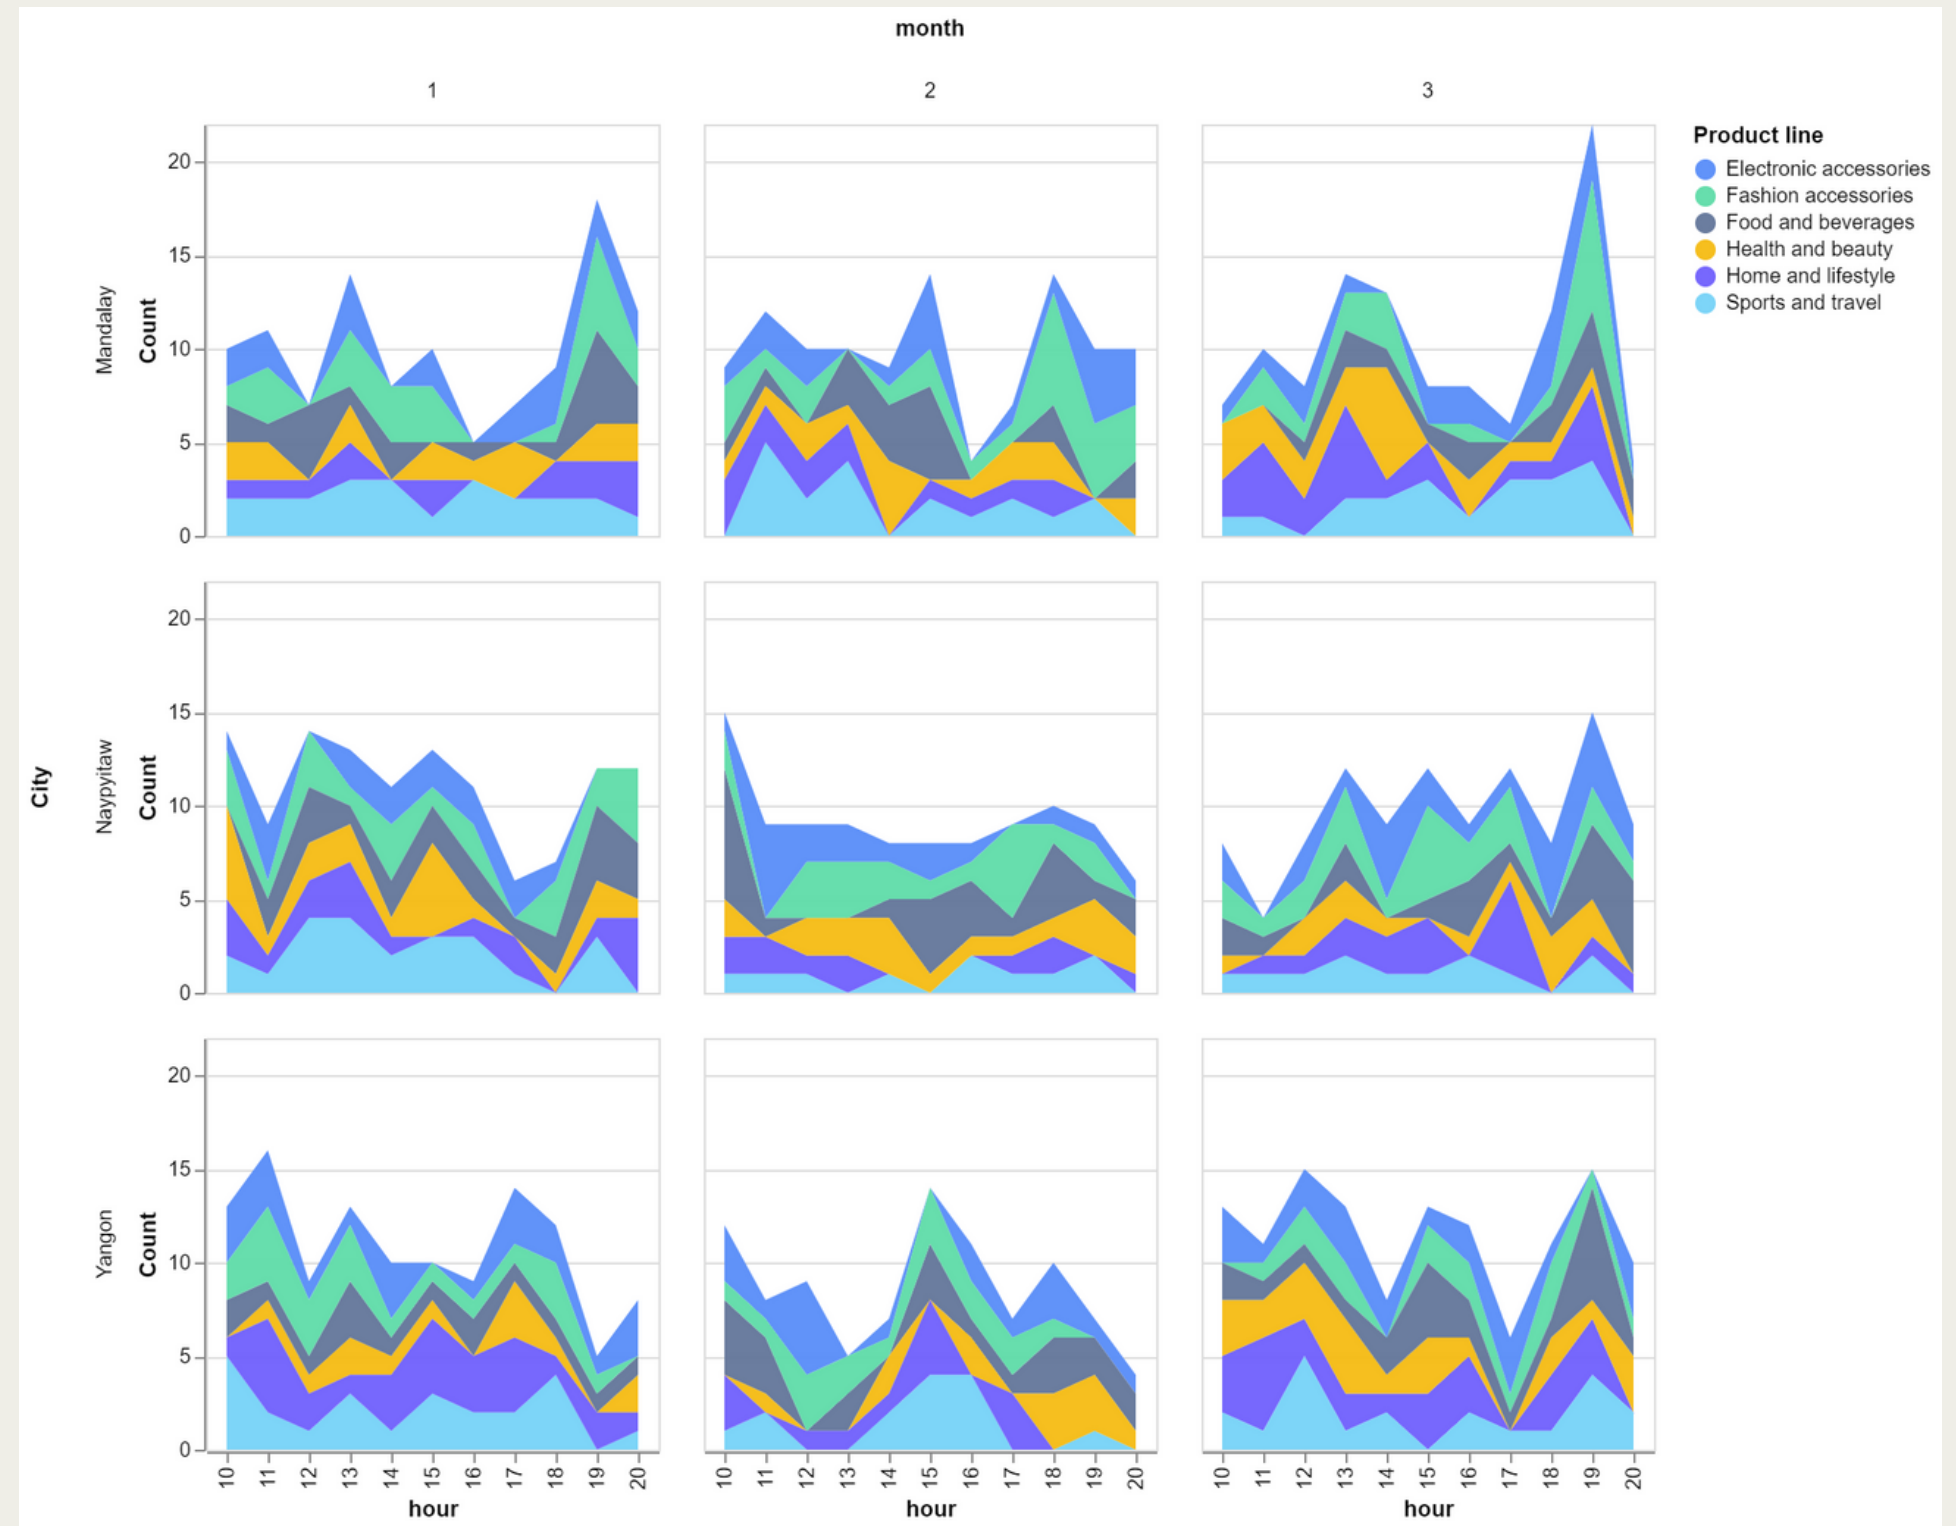 month
1 2 3
Product line
Electronic accessories
Fashion accessories
Food and beverages
Health and beauty
Home and lifestyle
Sports and travel
City
Mandalay
Count
20
15
10
5
0
Naypyitaw
Count
20
15
10
5
0
Yangon
Count
20
15
10
5
0
10 11 12 13 14 15 16 17 18 19 20
hour
10 11 12 13 14 15 16 17 18 19 20
hour
10 11 12 13 14 15 16 17 18 19 20
hour